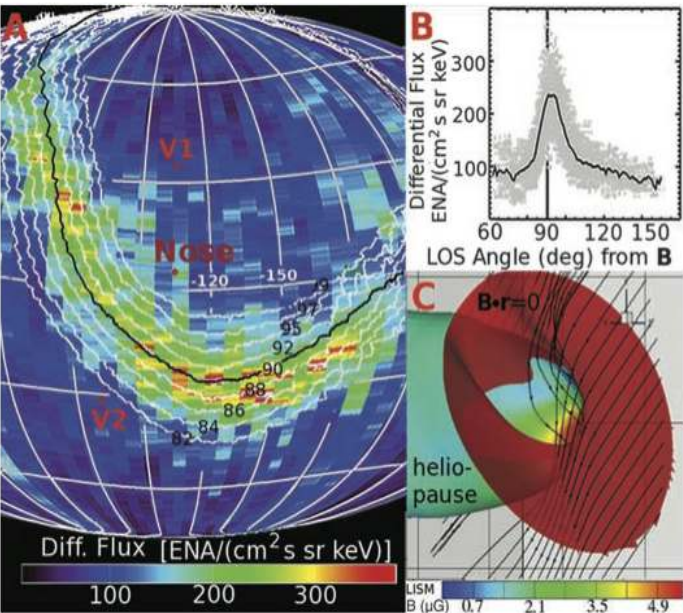 A
V1
Nose
-120 -150
99
97
95
92
90
88
86
84
82
V2
Diff. Flux [ENA/(cm² s sr keV)]
100 200 300
B
Differential Flux
ENA/(cm² s sr keV)
300
200
100
60 90 120 150
LOS Angle (deg) from B
C
B•r=0
helio-
pause
LISM
B (μG) 0.7 2.1 3.5 4.9